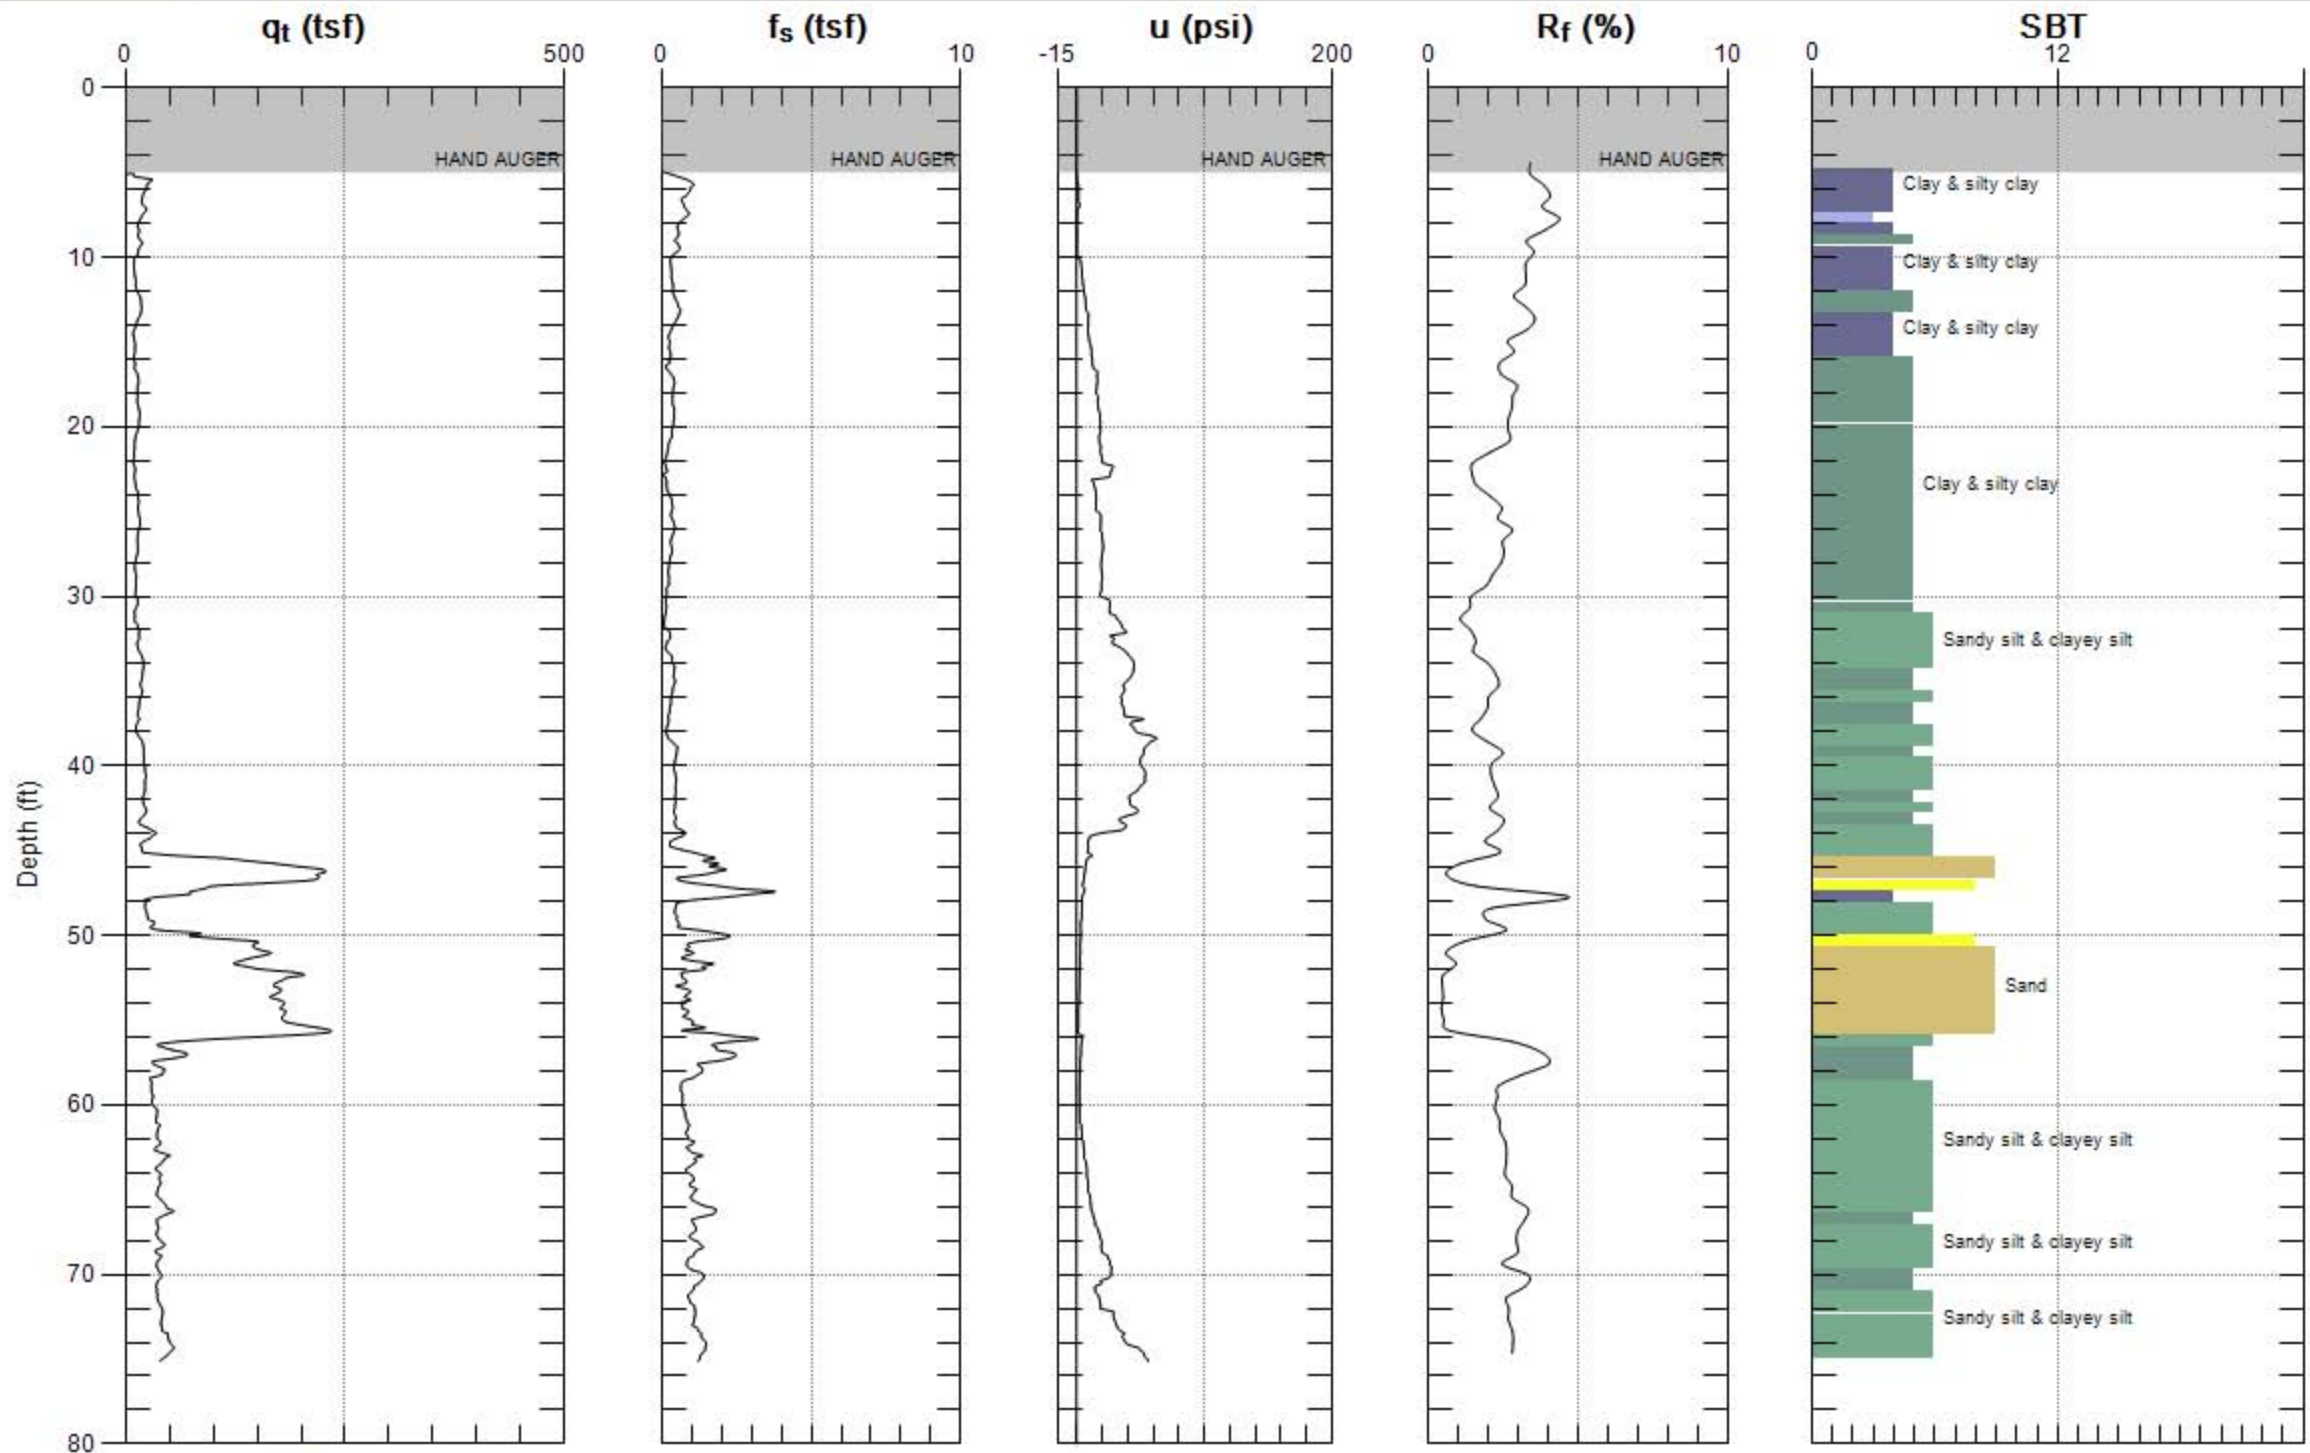 qt (tsf)
fs (tsf)
u (psi)
Rf (%)
SBT
0
500
0
10
-15
200
0
10
0
12
0
HAND AUGER
HAND AUGER
HAND AUGER
HAND AUGER
Clay & silty clay
10
Clay & silty clay
Clay & silty clay
20
Clay & silty clay
30
Sandy silt & clayey silt
40
Depth (ft)
50
Sand
60
Sandy silt & clayey silt
Sandy silt & clayey silt
70
Sandy silt & clayey silt
80